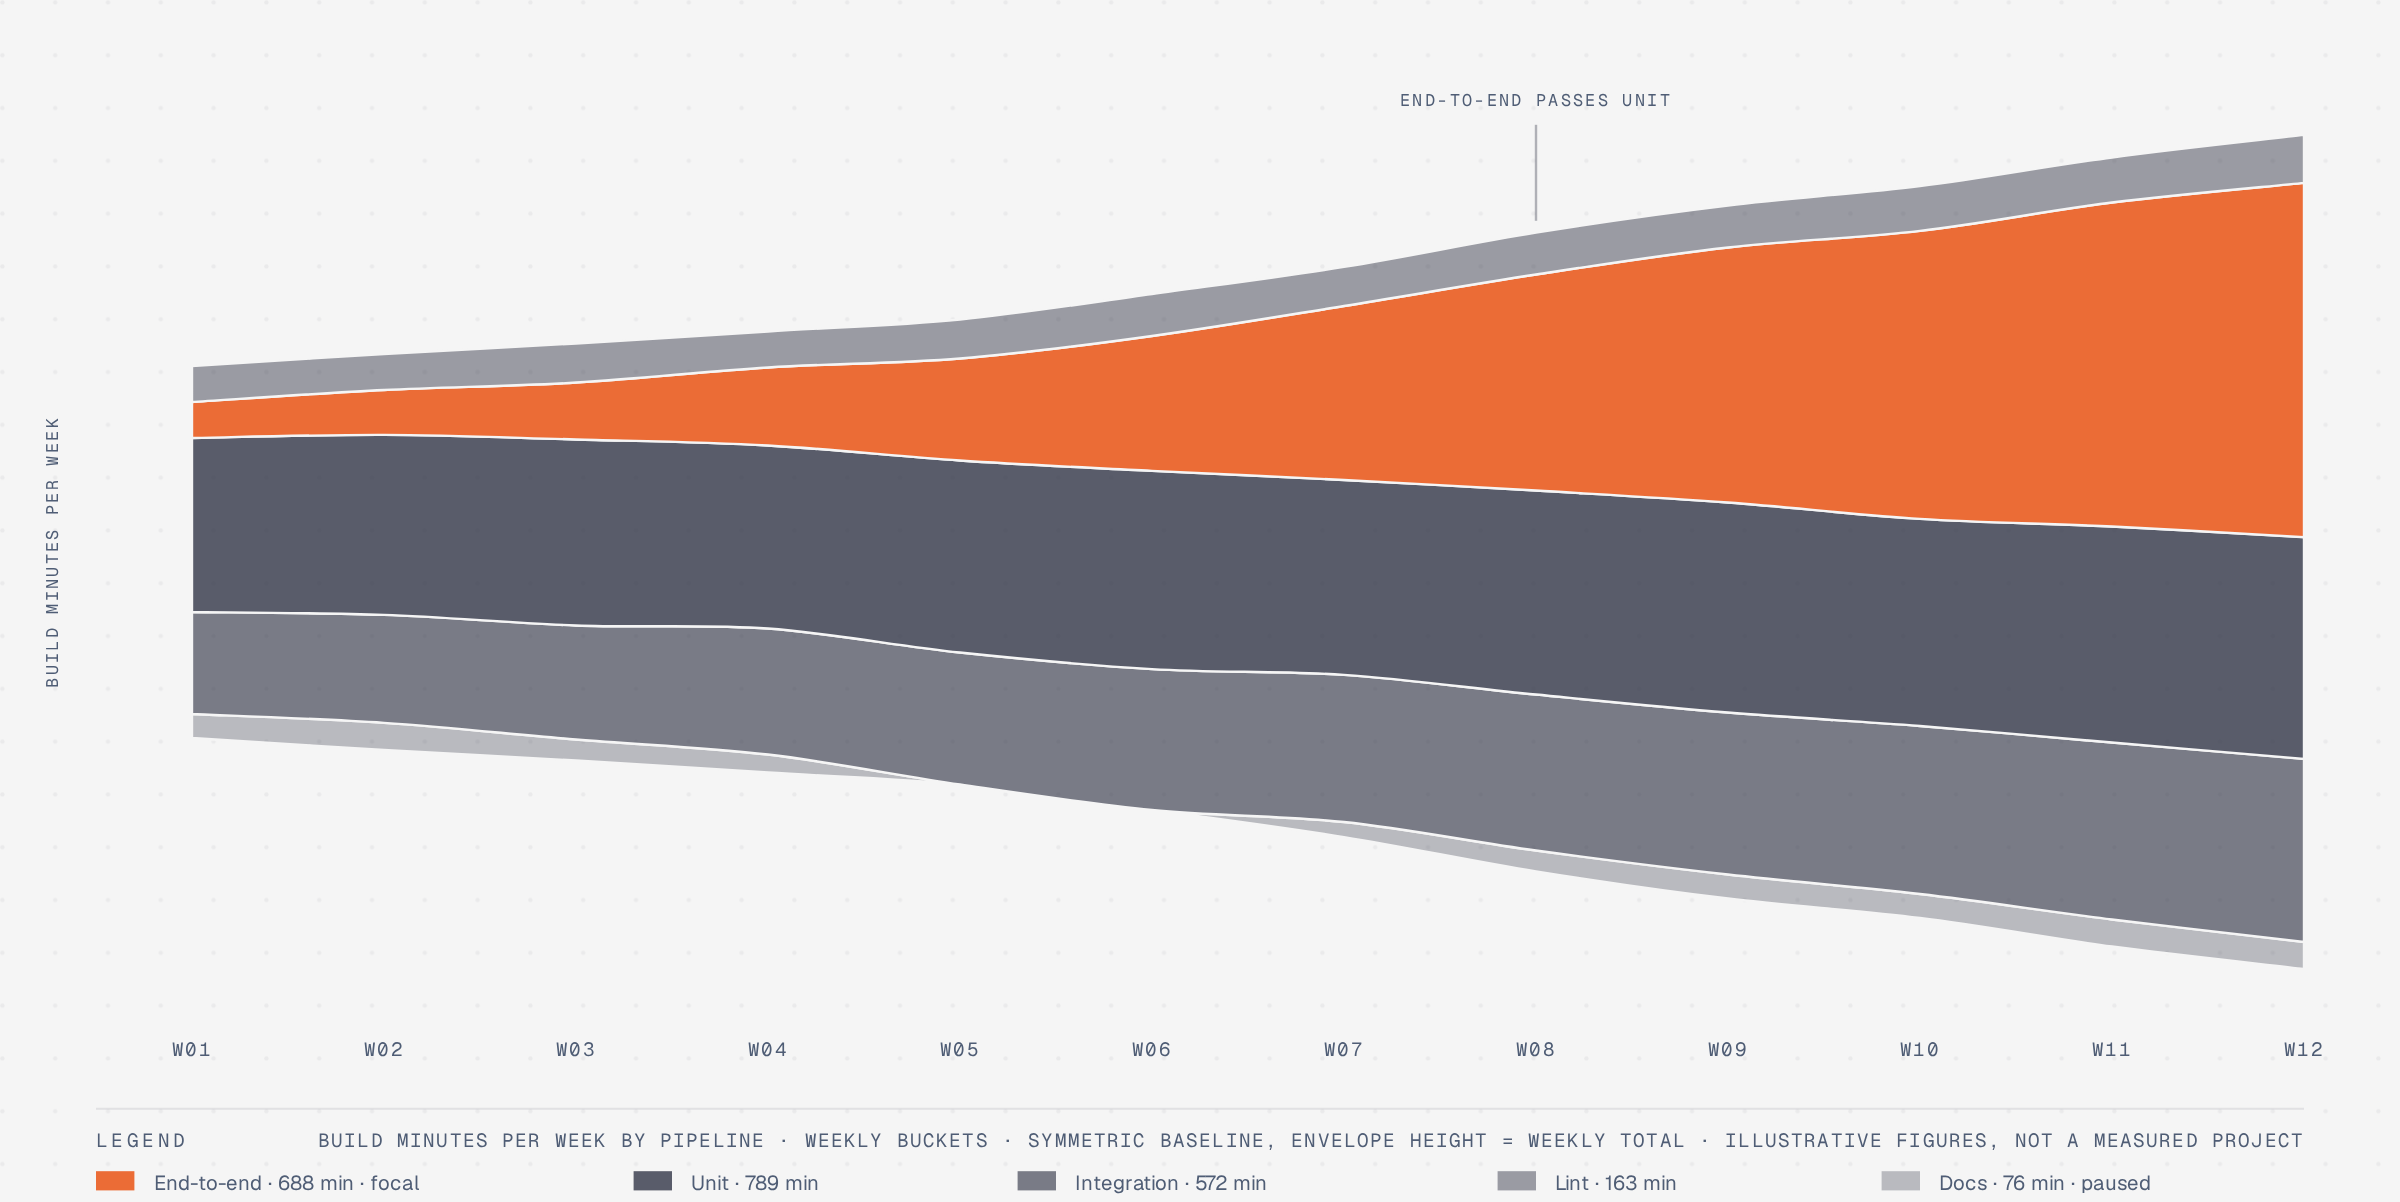 END-TO-END PASSES UNIT
BUILD MINUTES PER WEEK
W01 W02 W03 W04 W05 W06 W07 W08 W09 W10 W11 W12
LEGEND BUILD MINUTES PER WEEK BY PIPELINE · WEEKLY BUCKETS · SYMMETRIC BASELINE, ENVELOPE HEIGHT = WEEKLY TOTAL · ILLUSTRATIVE FIGURES, NOT A MEASURED PROJECT
End-to-end · 688 min · focal Unit · 789 min Integration · 572 min Lint · 163 min Docs · 76 min · paused